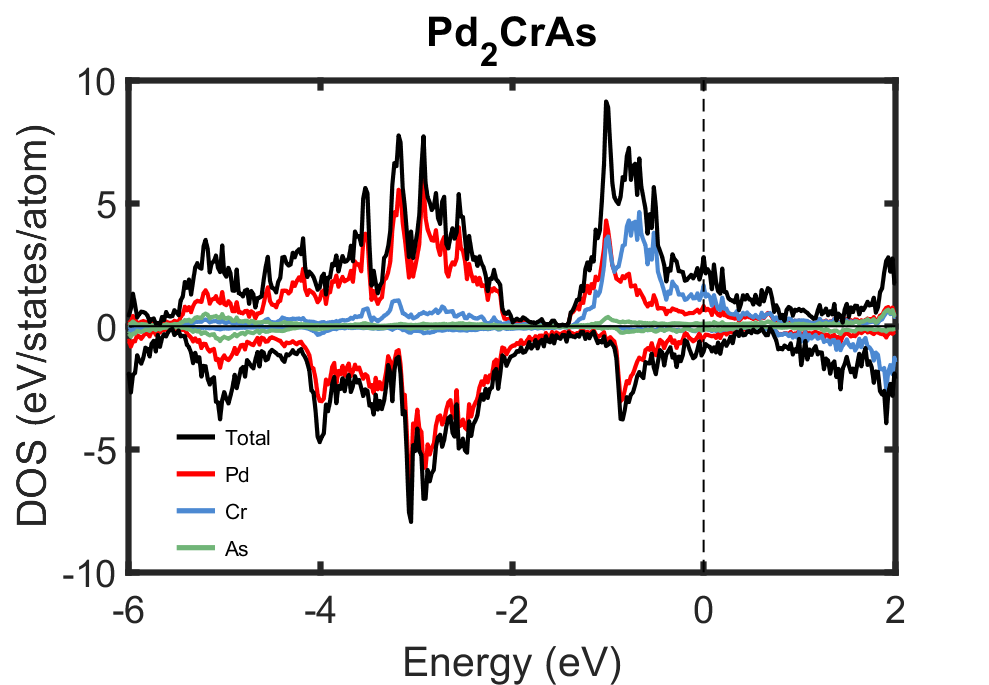 Pd2CrAs
10
5
0
-5
-10
DOS (eV/states/atom)
Total
Pd
Cr
As
-6 -4 -2 0 2
Energy (eV)